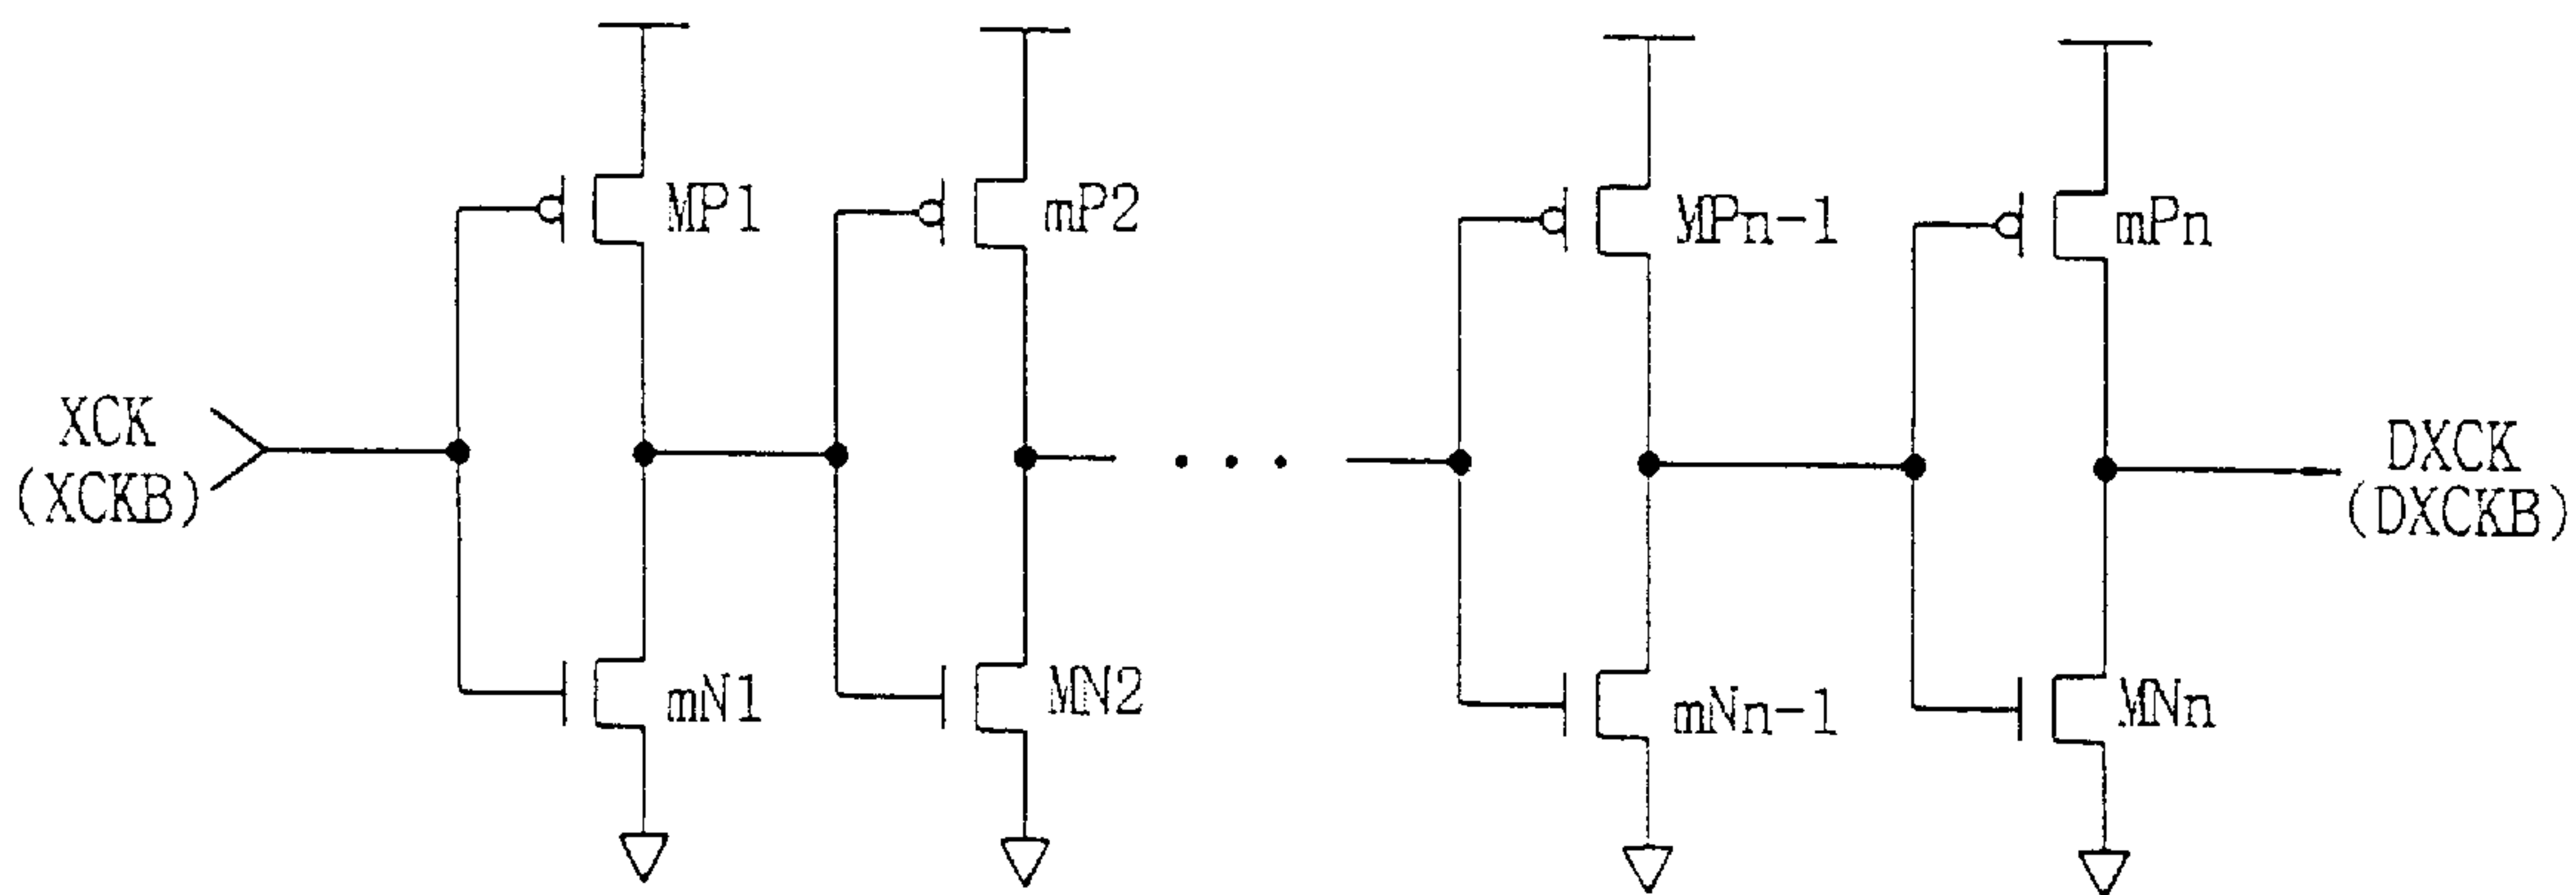 MP1
mP2
MPn-1
mPn
XCK
(XCKB)
DXCK
(DXCKB)
mN1
MN2
mNn-1
MNn